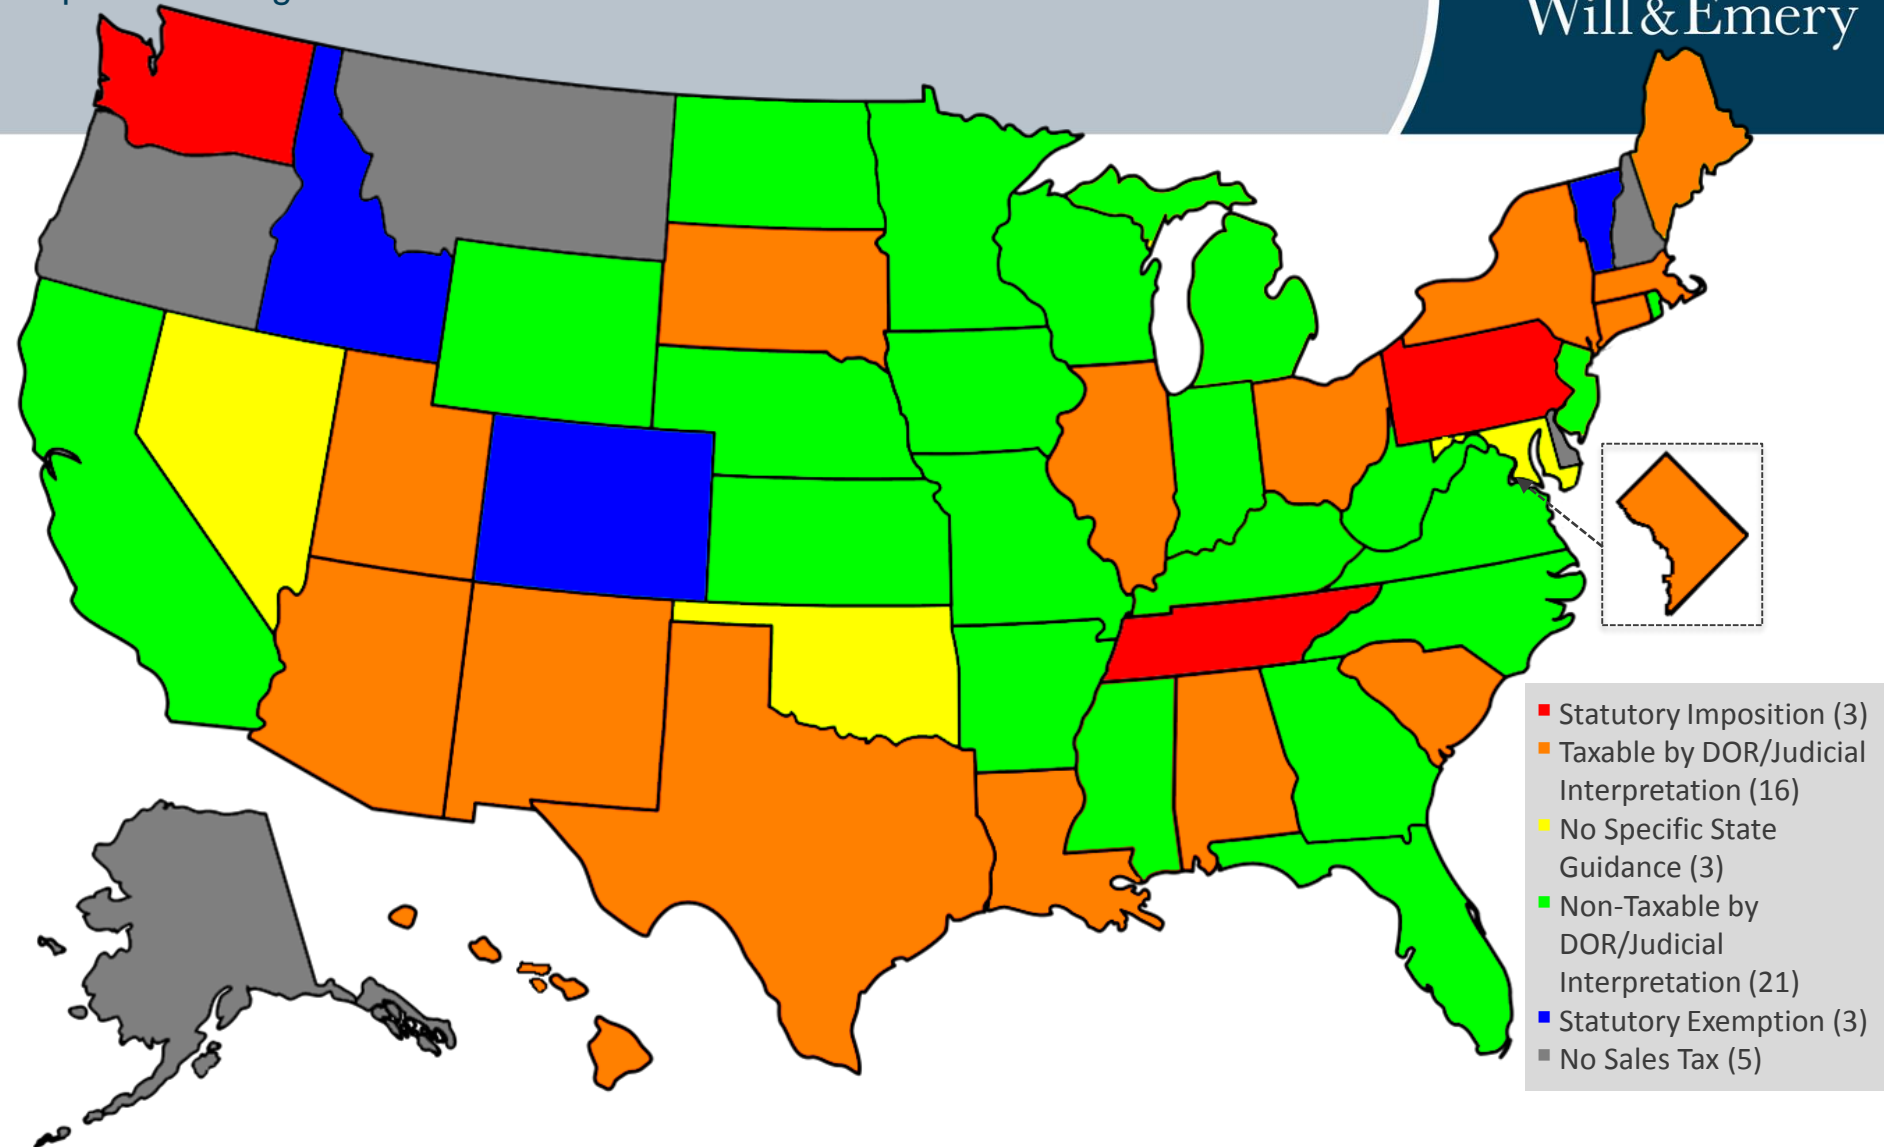 Will & Emery
Statutory Imposition (3)
Taxable by DOR/Judicial
Interpretation (16)
No Specific State
Guidance (3)
Non-Taxable by
DOR/Judicial
Interpretation (21)
Statutory Exemption (3)
No Sales Tax (5)